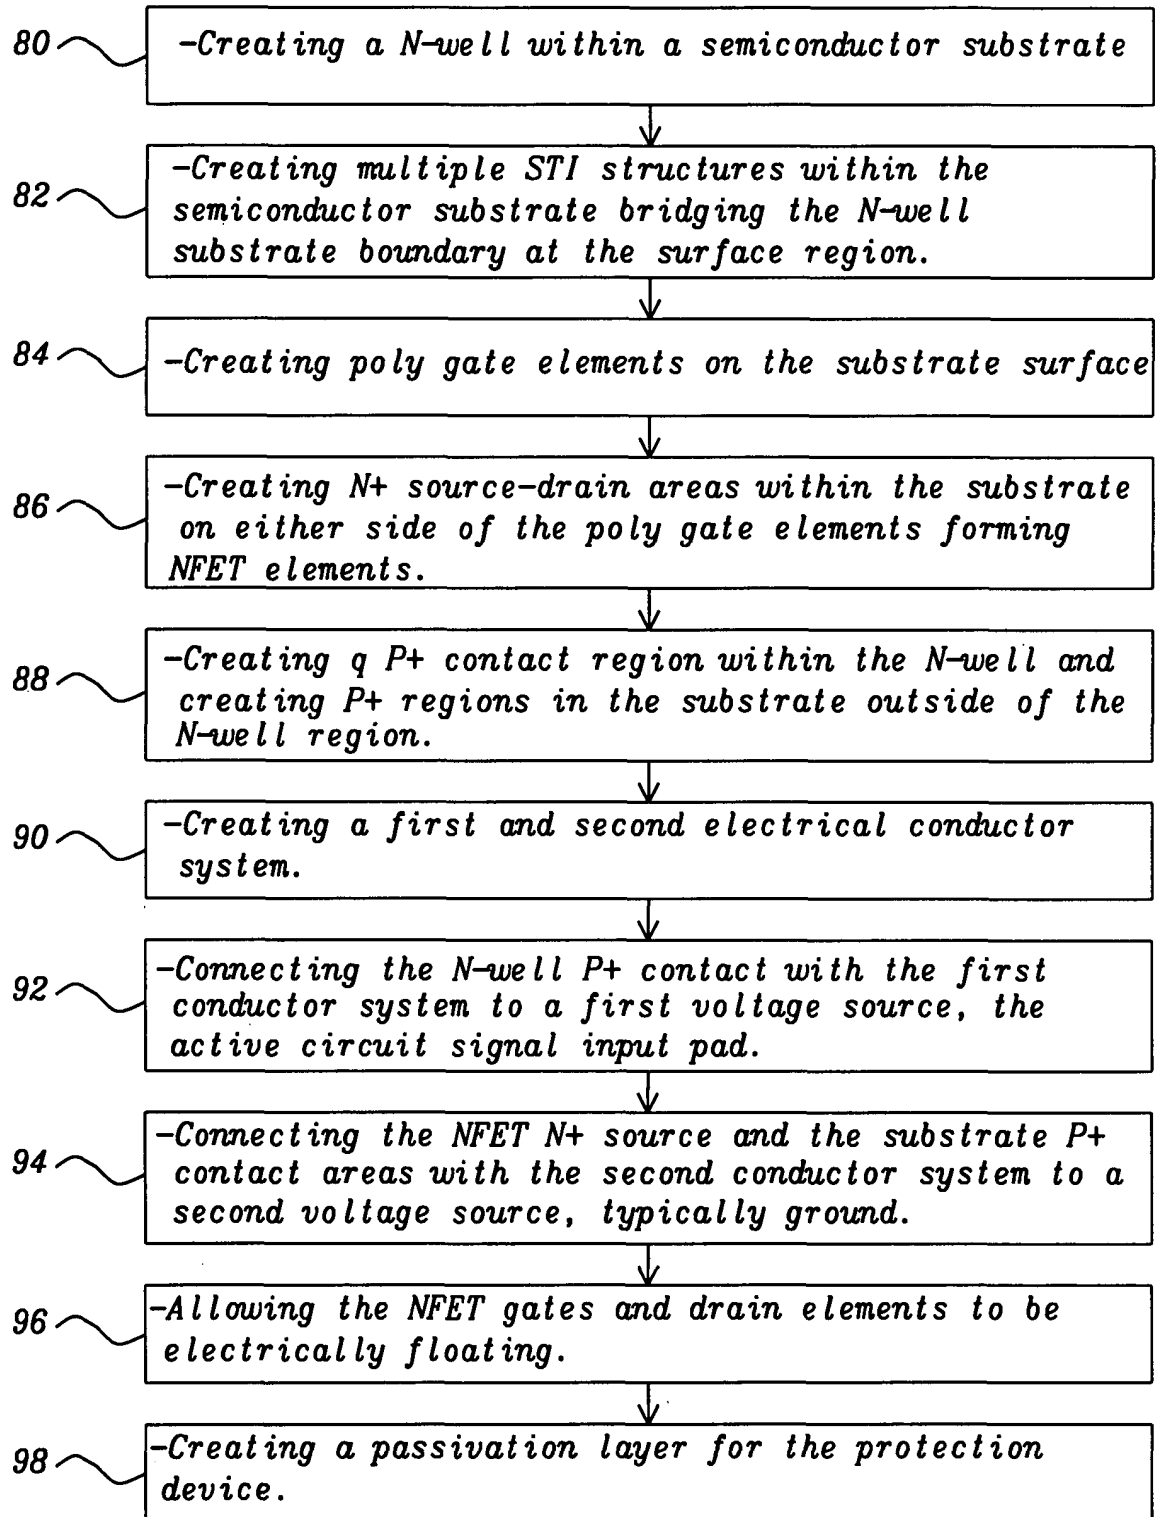 80
-Creating a N-well within a semiconductor substrate
82
-Creating multiple STI structures within the
semiconductor substrate bridging the N-well
substrate boundary at the surface region.
84
-Creating poly gate elements on the substrate surface
86
-Creating N+ source-drain areas within the substrate
on either side of the poly gate elements forming
NFET elements.
88
-Creating q P+ contact region within the N-well and
creating P+ regions in the substrate outside of the
N-well region.
90
-Creating a first and second electrical conductor
system.
92
-Connecting the N-well P+ contact with the first
conductor system to a first voltage source, the
active circuit signal input pad.
94
-Connecting the NFET N+ source and the substrate P+
contact areas with the second conductor system to a
second voltage source, typically ground.
96
-Allowing the NFET gates and drain elements to be
electrically floating.
98
-Creating a passivation layer for the protection
device.